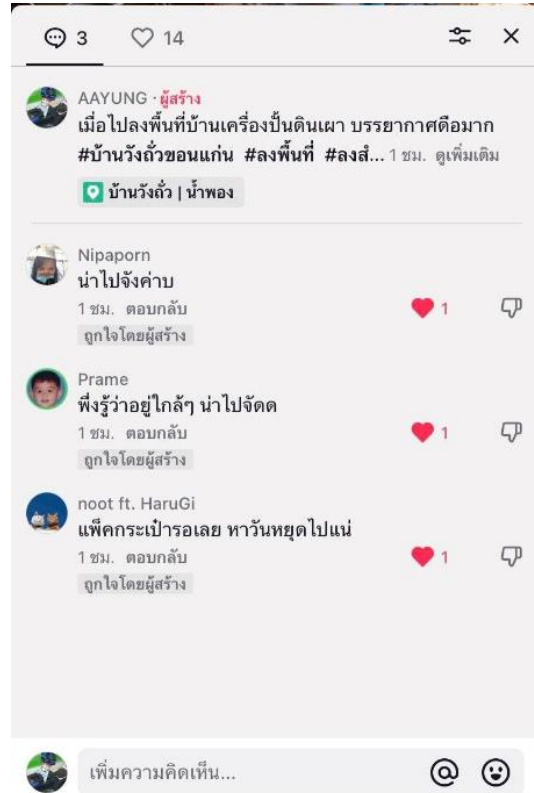 3 14
AAYUNG · ผู้สร้าง
เมื่อไปลงพื้นที่บ้านเครื่องปั้นดินเผา บรรยากาศดีอมาก
#บ้านวังถั่วขอนแก่น #ลงพื้นที่ #ลงสํ... 1 ชม. ดูเพิ่มเติม
บ้านวังถั่ว | น้ำพอง
Nipaporn
น่าไปจังค่าบ
1 ชม. ตอบกลับ
1
ถูกใจโดยผู้สร้าง
Prame
พึ่งรู้ว่าอยู่ใกล้ๆ น่าไปจัดด
1 ชม. ตอบกลับ
1
ถูกใจโดยผู้สร้าง
noot ft. HaruGi
แพ็คกระเป๋ารอเลย หาวันหยุดไปแน่
1 ชม. ตอบกลับ
1
ถูกใจโดยผู้สร้าง
เพิ่มความคิดเห็น...